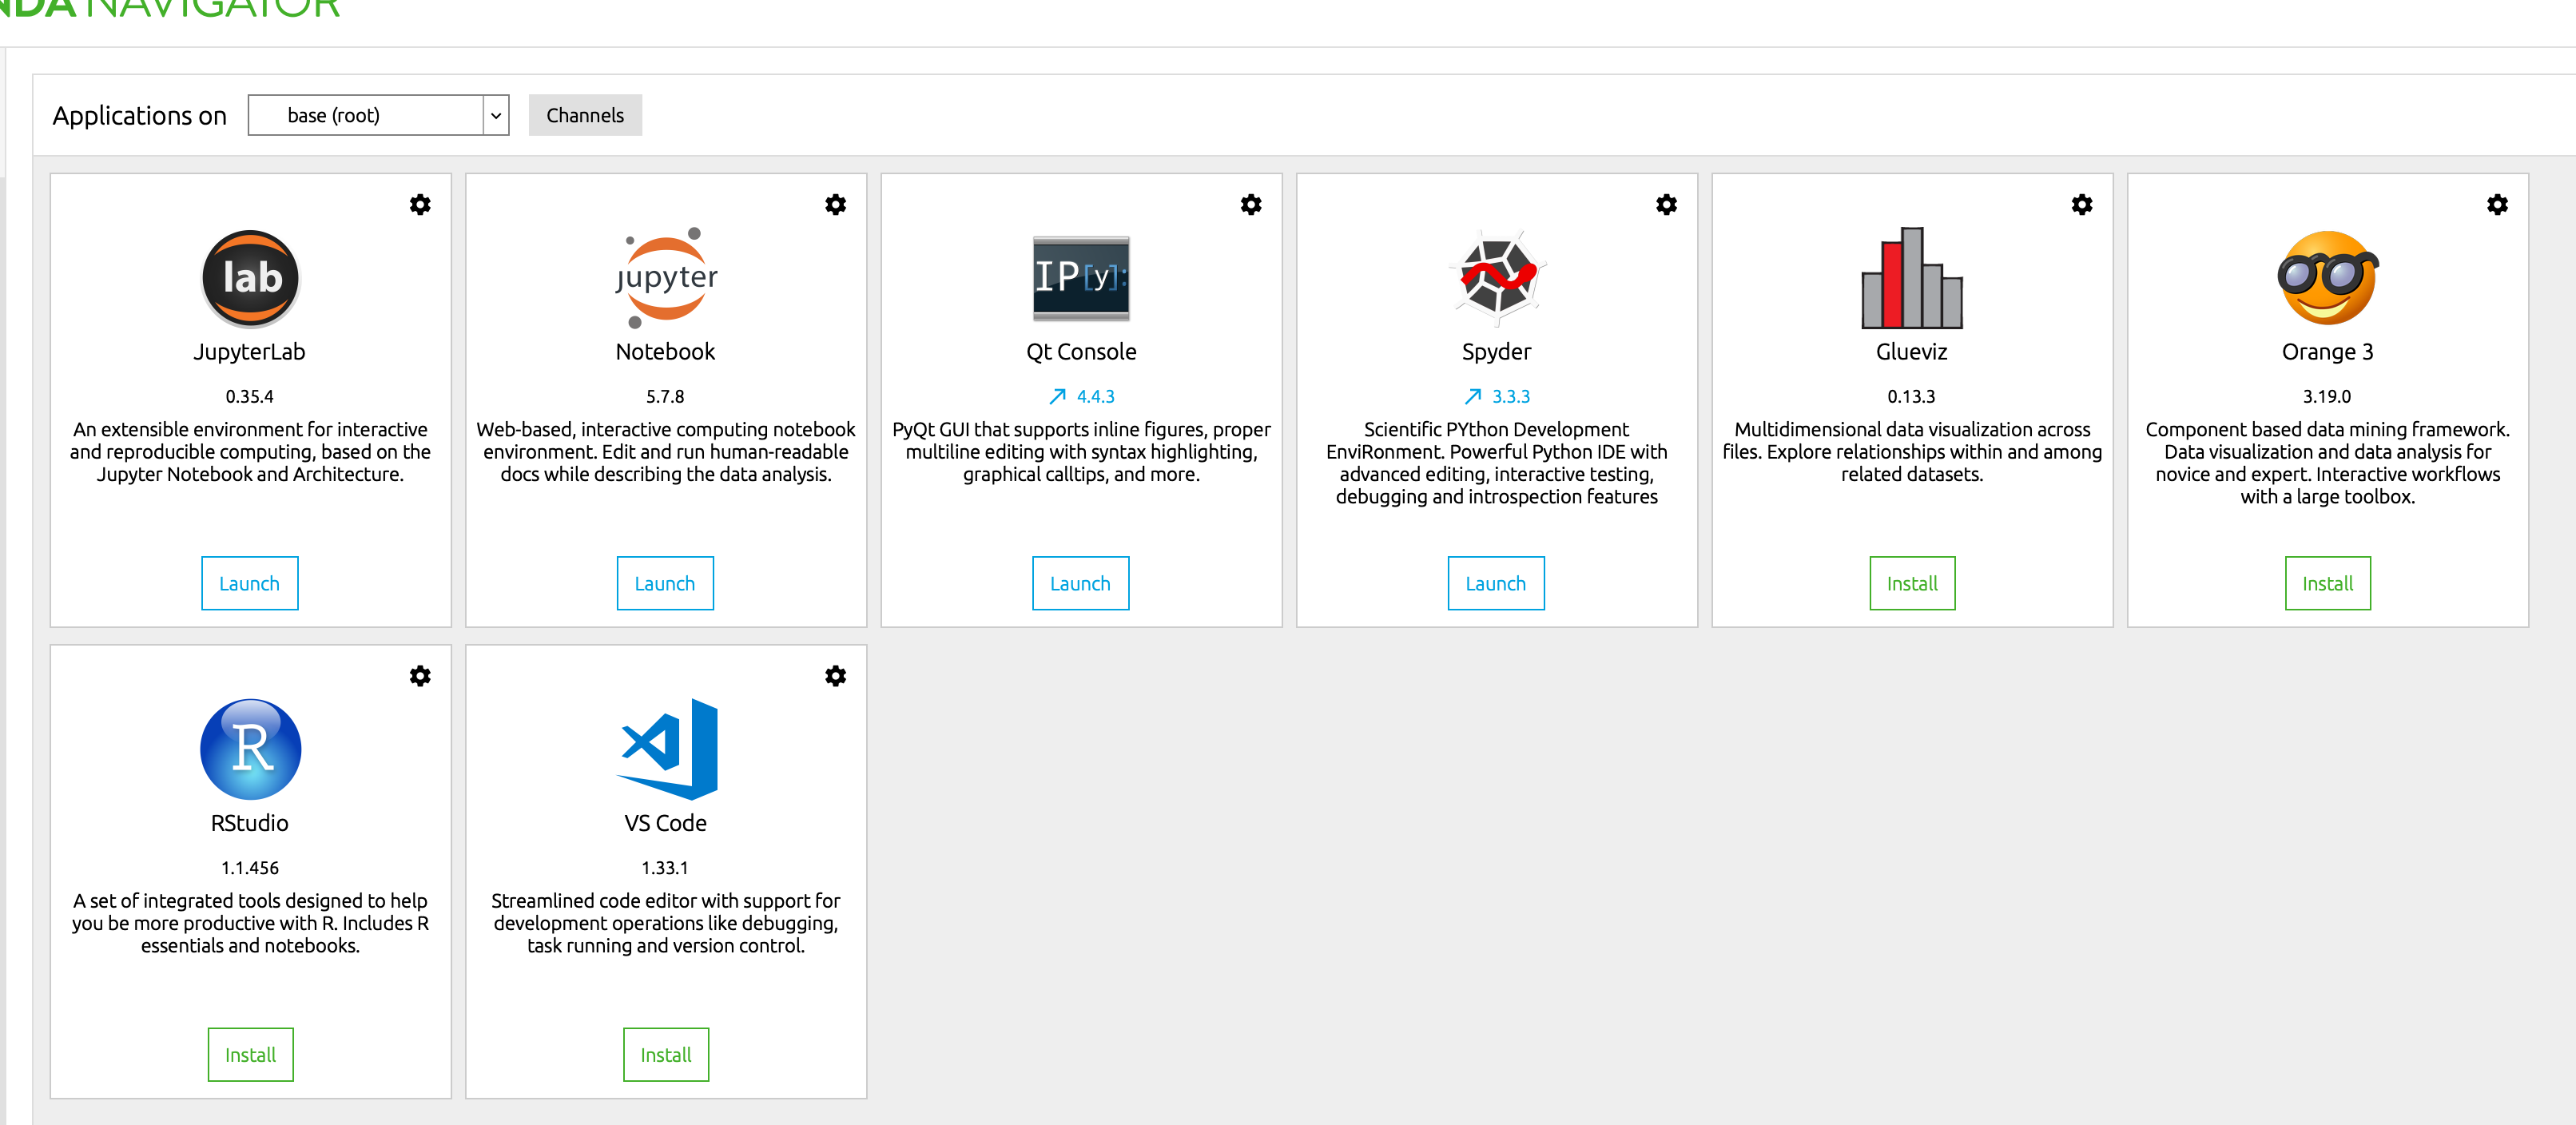 NDA NAVIGATOR
Applications on base (root) Channels
lab
JupyterLab
0.35.4
An extensible environment for interactive
and reproducible computing, based on the
Jupyter Notebook and Architecture.
Launch
jupyter
Notebook
5.7.8
Web-based, interactive computing notebook
environment. Edit and run human-readable
docs while describing the data analysis.
Launch
IP[y]:
Qt Console
4.4.3
PyQt GUI that supports inline figures, proper
multiline editing with syntax highlighting,
graphical calltips, and more.
Launch
Spyder
3.3.3
Scientific PYthon Development
EnviRonment. Powerful Python IDE with
advanced editing, interactive testing,
debugging and introspection features
Launch
Glueviz
0.13.3
Multidimensional data visualization across
files. Explore relationships within and among
related datasets.
Install
Orange 3
3.19.0
Component based data mining framework.
Data visualization and data analysis for
novice and expert. Interactive workflows
with a large toolbox.
Install
R
RStudio
1.1.456
A set of integrated tools designed to help
you be more productive with R. Includes R
essentials and notebooks.
Install
VS Code
1.33.1
Streamlined code editor with support for
development operations like debugging,
task running and version control.
Install